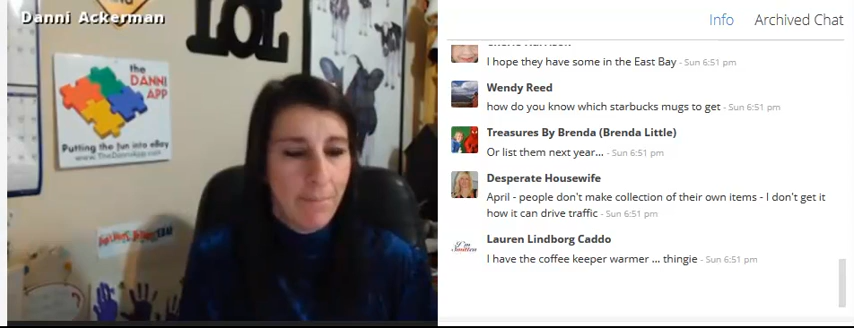 Danni Ackerman
LOL
the
DANNI
APP
Putting the fun into eBay
www.TheDanniApp.com
Info Archived Chat
I hope they have some in the East Bay - Sun 6:51 pm
Wendy Reed
how do you know which starbucks mugs to get - Sun 6:51 pm
Treasures By Brenda (Brenda Little)
Or list them next year... - Sun 6:51 pm
Desperate Housewife
April - people don't make collection of their own items - I don't get it
how it can drive traffic - Sun 6:51 pm
Lauren Lindborg Caddo
I'm
Smitten
I have the coffee keeper warmer ... thingie - Sun 6:51 pm